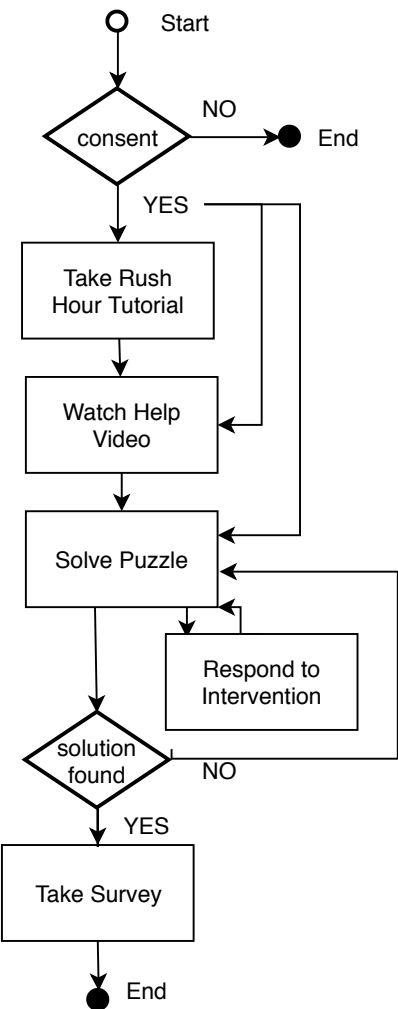 Start
NO
consent
End
YES
Take Rush
Hour Tutorial
Watch Help
Video
Solve Puzzle
Respond to
Intervention
solution
found
NO
YES
Take Survey
End